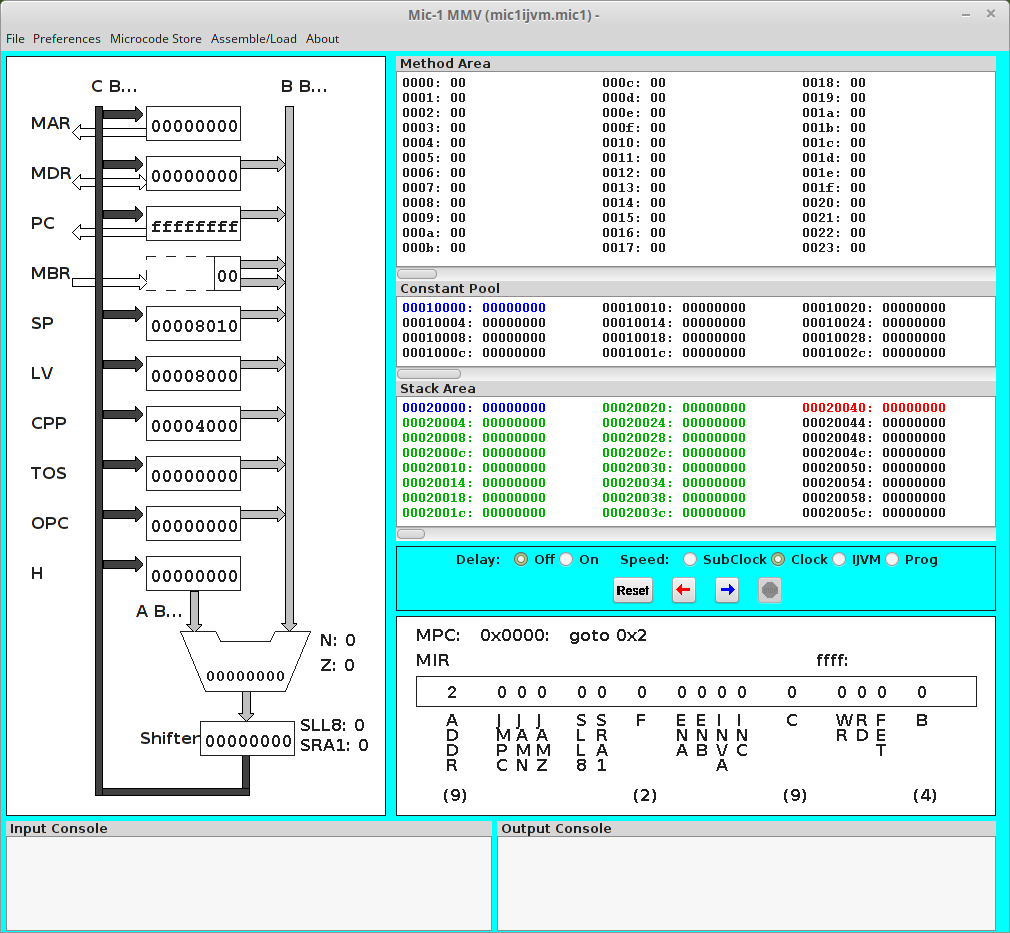 Mic-1 MMV (mic1ijvm.mic1) -
File Preferences Microcode Store Assemble/Load About
C B... B B...
MAR 00000000
MDR 00000000
PC ffffffff
MBR 00
SP 00008010
LV 00008000
CPP 00004000
TOS 00000000
OPC 00000000
H 00000000
A B...
N: 0
Z: 0
00000000
Shifter 00000000
SLL8: 0
SRA1: 0
Method Area
0000: 00 000c: 00 0018: 00
0001: 00 000d: 00 0019: 00
0002: 00 000e: 00 001a: 00
0003: 00 000f: 00 001b: 00
0004: 00 0010: 00 001c: 00
0005: 00 0011: 00 001d: 00
0006: 00 0012: 00 001e: 00
0007: 00 0013: 00 001f: 00
0008: 00 0014: 00 0020: 00
0009: 00 0015: 00 0021: 00
000a: 00 0016: 00 0022: 00
000b: 00 0017: 00 0023: 00
Constant Pool
00010000: 00000000 00010010: 00000000 00010020: 00000000
00010004: 00000000 00010014: 00000000 00010024: 00000000
00010008: 00000000 00010018: 00000000 00010028: 00000000
0001000c: 00000000 0001001c: 00000000 0001002c: 00000000
Stack Area
00020000: 00000000 00020020: 00000000 00020040: 00000000
00020004: 00000000 00020024: 00000000 00020044: 00000000
00020008: 00000000 00020028: 00000000 00020048: 00000000
0002000c: 00000000 0002002c: 00000000 0002004c: 00000000
00020010: 00000000 00020030: 00000000 00020050: 00000000
00020014: 00000000 00020034: 00000000 00020054: 00000000
00020018: 00000000 00020038: 00000000 00020058: 00000000
0002001c: 00000000 0002003c: 00000000 0002005c: 00000000
Delay: Off On Speed: SubClock Clock IJVM Prog
Reset
MPC: 0x0000: goto 0x2
MIR ffff:
2 0 0 0 0 0 0 0 0 0 0 0 0 0 0 0
ADDR JMPC JAMN JAMZ SLL8 SRA1 F ENA ENB INVA INC C WR RD FET B
(9) (2) (9) (4)
Input Console
Output Console